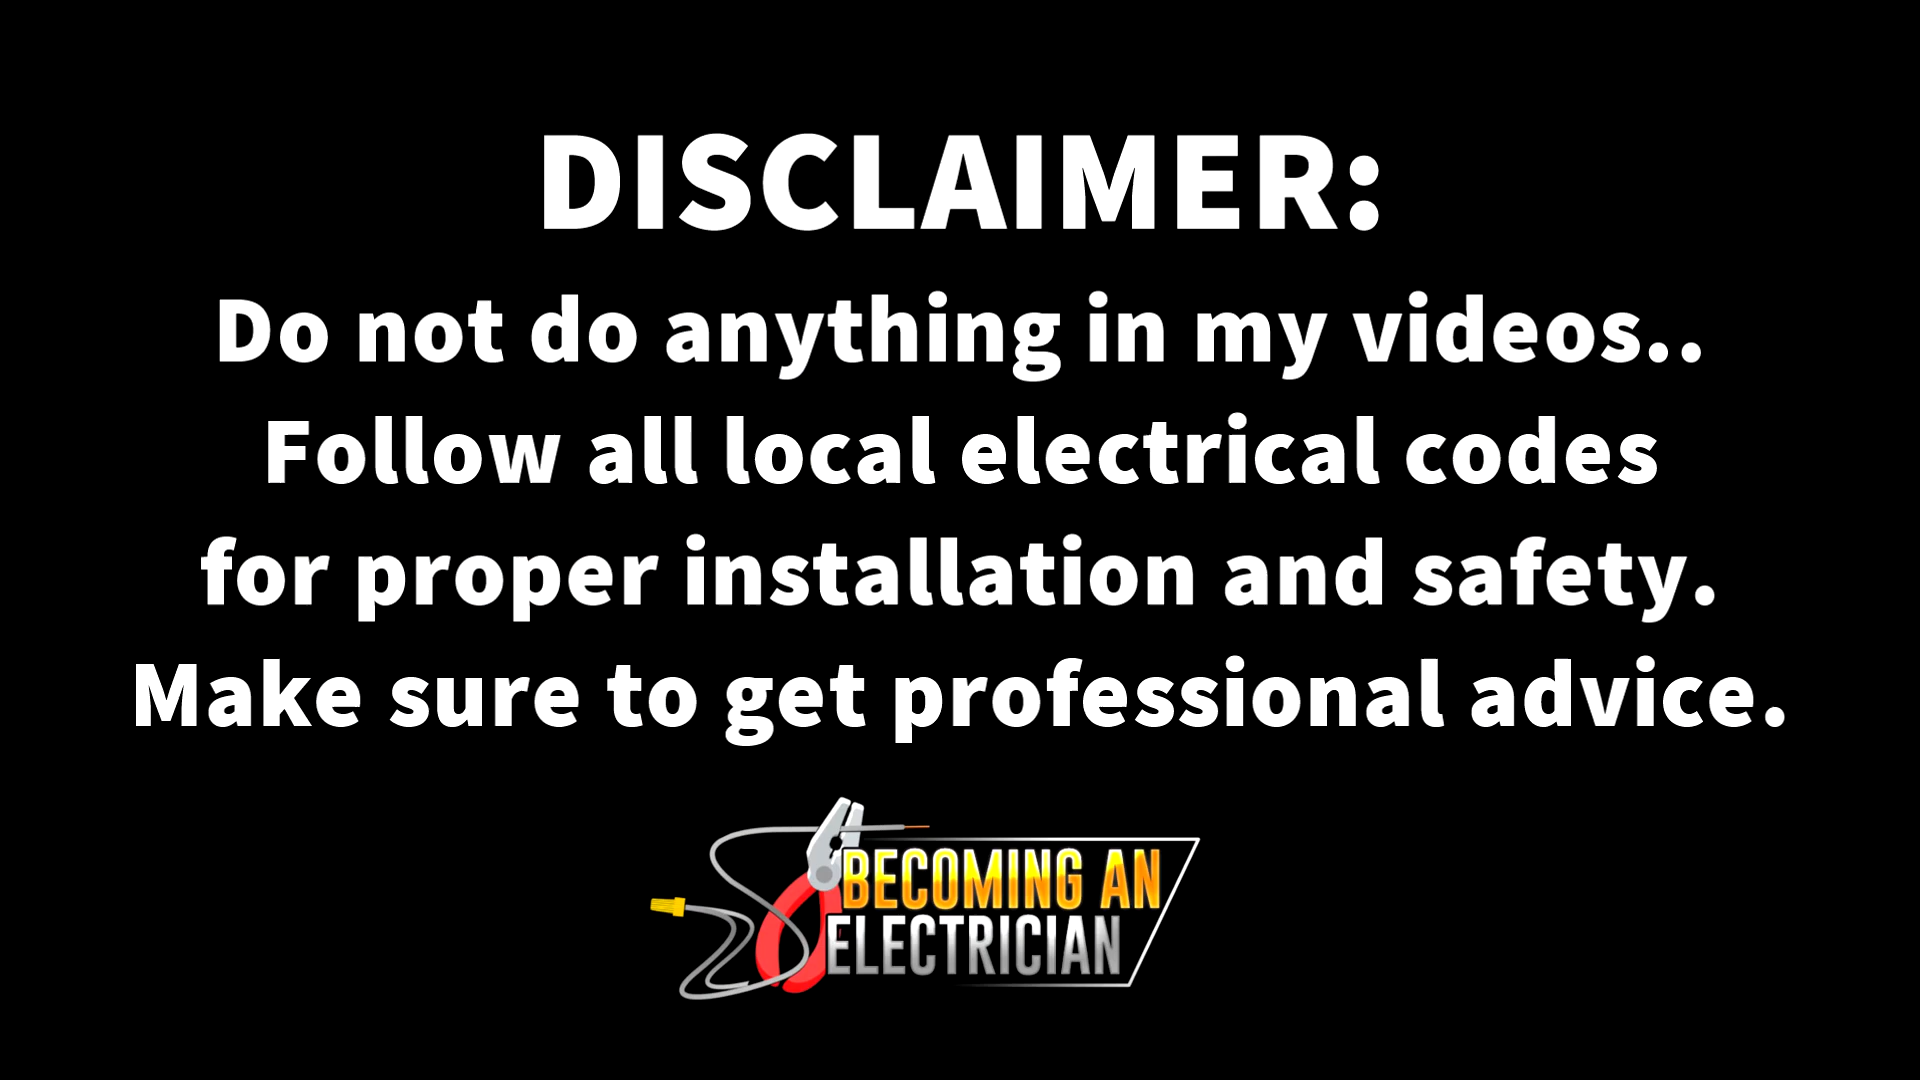 DISCLAIMER:
Do not do anything in my videos..
Follow all local electrical codes
for proper installation and safety.
Make sure to get professional advice.
BECOMING AN
ELECTRICIAN